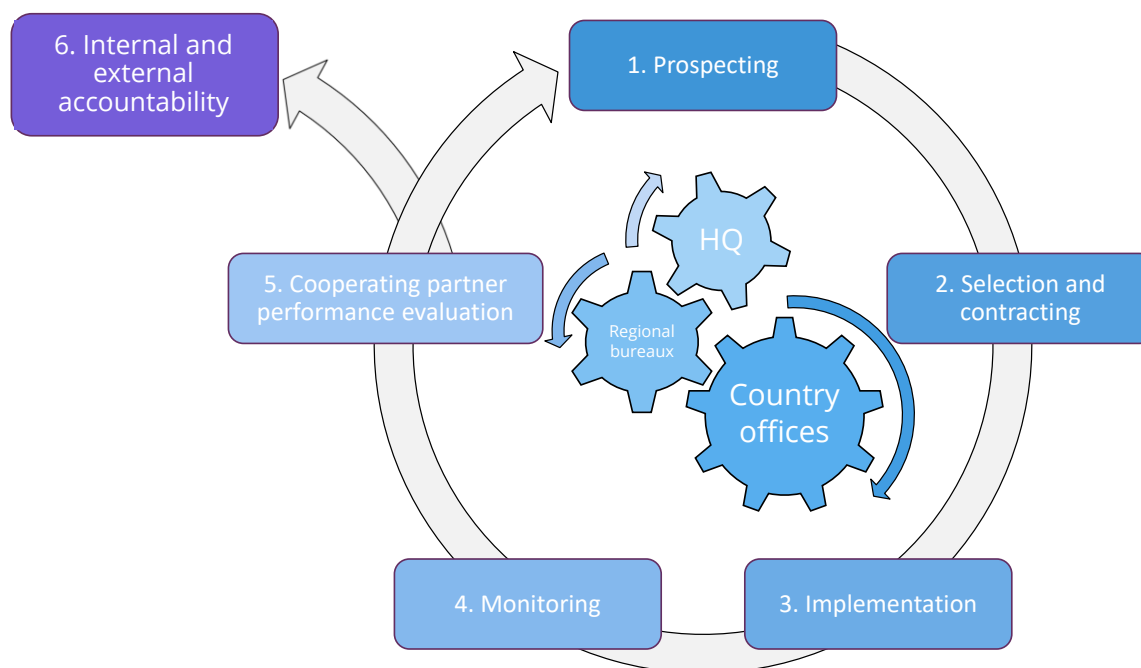 6. Internal and
external
accountability
1. Prospecting
HQ
5. Cooperating partner
performance evaluation
2. Selection and
contracting
Regional
bureaux
Country
offices
4. Monitoring
3. Implementation